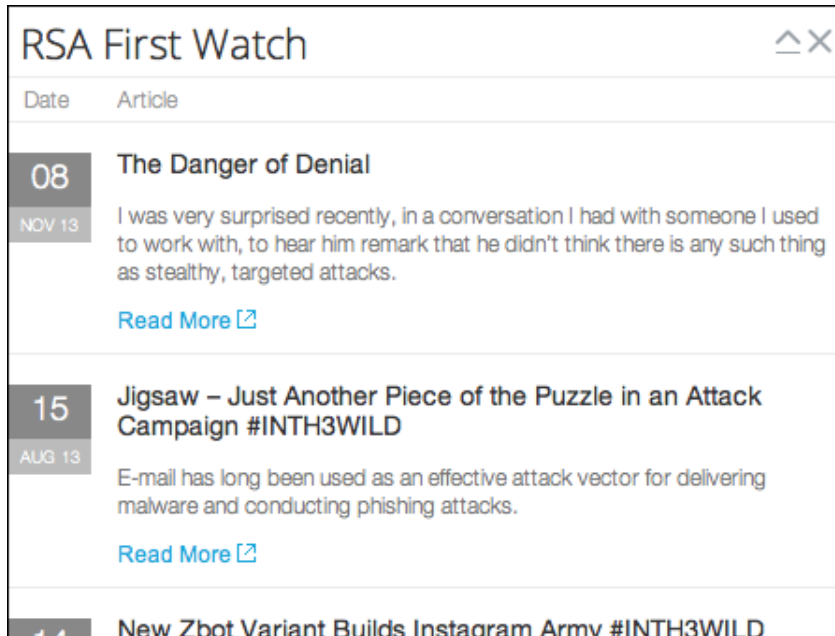 RSA First Watch
Date Article
08
NOV 13
The Danger of Denial
I was very surprised recently, in a conversation I had with someone I used
to work with, to hear him remark that he didn't think there is any such thing
as stealthy, targeted attacks.
Read More
15
AUG 13
Jigsaw – Just Another Piece of the Puzzle in an Attack
Campaign #INTH3WILD
E-mail has long been used as an effective attack vector for delivering
malware and conducting phishing attacks.
Read More
New Zbot Variant Builds Instagram Army #INTH3WILD